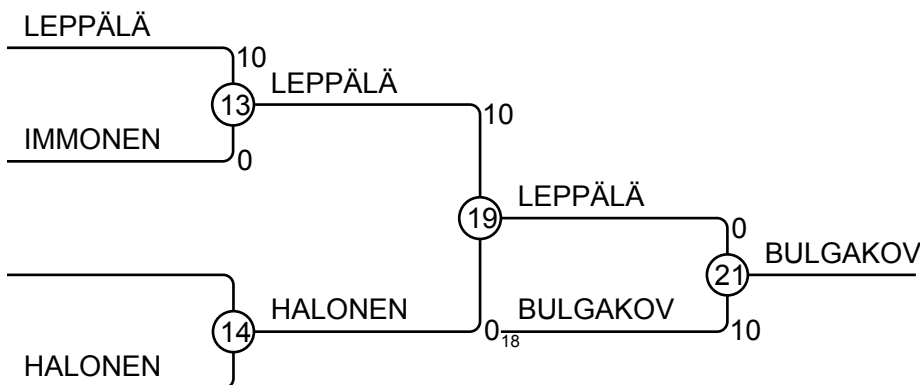 LEPPÄLÄ
10
13
LEPPÄLÄ
IMMONEN
0
10
19
LEPPÄLÄ
0
21
BULGAKOV
14
HALONEN
0
18
BULGAKOV
10
HALONEN